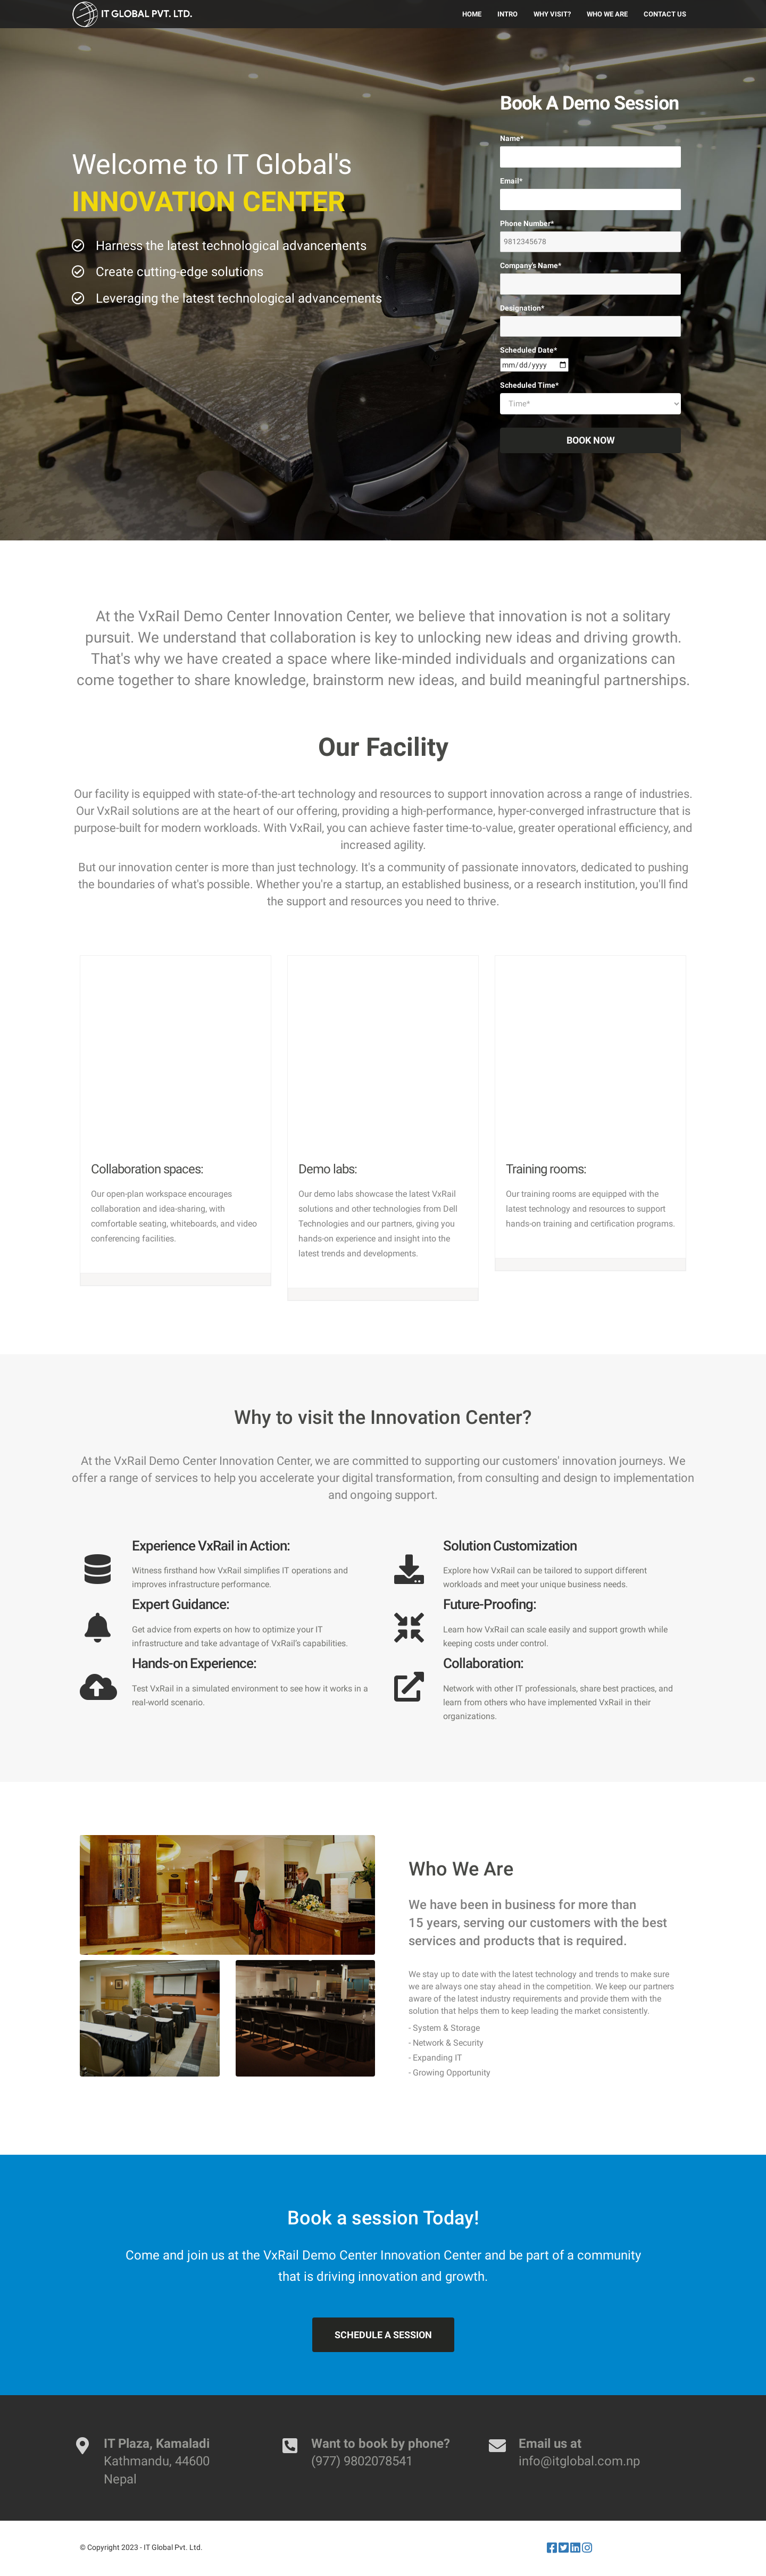 IT GLOBAL PVT. LTD.
HOME INTRO WHY VISIT? WHO WE ARE CONTACT US
Welcome to IT Global's
INNOVATION CENTER
Harness the latest technological advancements
Create cutting-edge solutions
Leveraging the latest technological advancements
Book A Demo Session
Name*
Email*
Phone Number*
9812345678
Company's Name*
Designation*
Scheduled Date*
mm/dd/yyyy
Scheduled Time*
Time*
BOOK NOW
At the VxRail Demo Center Innovation Center, we believe that innovation is not a solitary
pursuit. We understand that collaboration is key to unlocking new ideas and driving growth.
That's why we have created a space where like-minded individuals and organizations can
come together to share knowledge, brainstorm new ideas, and build meaningful partnerships.
Our Facility
Our facility is equipped with state-of-the-art technology and resources to support innovation across a range of industries.
Our VxRail solutions are at the heart of our offering, providing a high-performance, hyper-converged infrastructure that is
purpose-built for modern workloads. With VxRail, you can achieve faster time-to-value, greater operational efficiency, and
increased agility.
But our innovation center is more than just technology. It's a community of passionate innovators, dedicated to pushing
the boundaries of what's possible. Whether you're a startup, an established business, or a research institution, you'll find
the support and resources you need to thrive.
Collaboration spaces:
Our open-plan workspace encourages
collaboration and idea-sharing, with
comfortable seating, whiteboards, and video
conferencing facilities.
Demo labs:
Our demo labs showcase the latest VxRail
solutions and other technologies from Dell
Technologies and our partners, giving you
hands-on experience and insight into the
latest trends and developments.
Training rooms:
Our training rooms are equipped with the
latest technology and resources to support
hands-on training and certification programs.
Why to visit the Innovation Center?
At the VxRail Demo Center Innovation Center, we are committed to supporting our customers' innovation journeys. We
offer a range of services to help you accelerate your digital transformation, from consulting and design to implementation
and ongoing support.
Experience VxRail in Action:
Witness firsthand how VxRail simplifies IT operations and
improves infrastructure performance.
Expert Guidance:
Get advice from experts on how to optimize your IT
infrastructure and take advantage of VxRail's capabilities.
Hands-on Experience:
Test VxRail in a simulated environment to see how it works in a
real-world scenario.
Solution Customization
Explore how VxRail can be tailored to support different
workloads and meet your unique business needs.
Future-Proofing:
Learn how VxRail can scale easily and support growth while
keeping costs under control.
Collaboration:
Network with other IT professionals, share best practices, and
learn from others who have implemented VxRail in their
organizations.
Who We Are
We have been in business for more than
15 years, serving our customers with the best
services and products that is required.
We stay up to date with the latest technology and trends to make sure
we are always one stay ahead in the competition. We keep our partners
aware of the latest industry requirements and provide them with the
solution that helps them to keep leading the market consistently.
- System & Storage
- Network & Security
- Expanding IT
- Growing Opportunity
Book a session Today!
Come and join us at the VxRail Demo Center Innovation Center and be part of a community
that is driving innovation and growth.
SCHEDULE A SESSION
IT Plaza, Kamaladi
Kathmandu, 44600
Nepal
Want to book by phone?
(977) 9802078541
Email us at
info@itglobal.com.np
© Copyright 2023 - IT Global Pvt. Ltd.